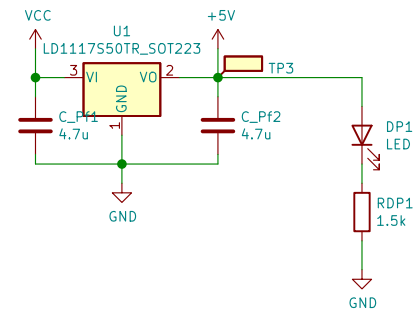 VCC
+5V
U1
LD1117S50TR_SOT223
TP3
3 VI VO 2
GND
1
C_Pf1
4.7u
C_Pf2
4.7u
DP1
LED
RDP1
1.5k
GND
GND